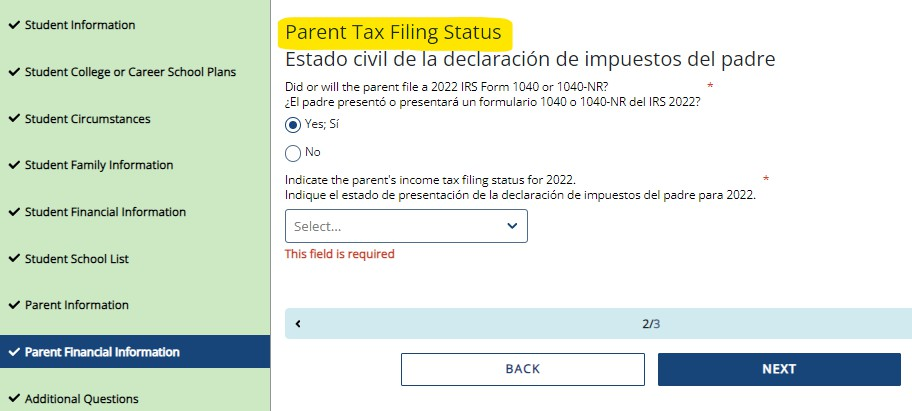 Student Information
Student College or Career School Plans
Student Circumstances
Student Family Information
Student Financial Information
Student School List
Parent Information
Parent Financial Information
Additional Questions
Parent Tax Filing Status
Estado civil de la declaración de impuestos del padre
Did or will the parent file a 2022 IRS Form 1040 or 1040-NR? *
¿El padre presentó o presentará un formulario 1040 o 1040-NR del IRS 2022?
Yes; Sí
No
Indicate the parent's income tax filing status for 2022. *
Indique el estado de presentación de la declaración de impuestos del padre para 2022.
Select...
This field is required
2/3
BACK
NEXT